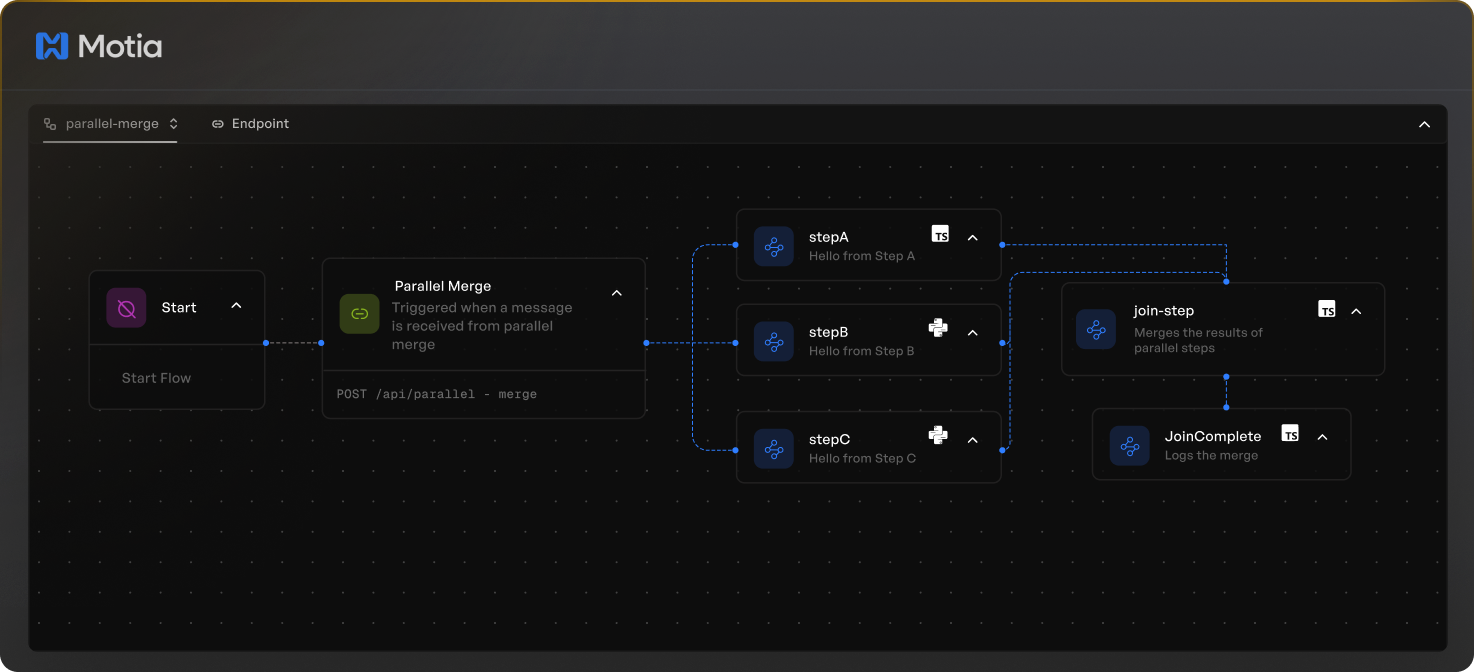 Motia
parallel-merge
Endpoint
Start
Start Flow
Parallel Merge
Triggered when a message
is received from parallel
merge
POST /api/parallel - merge
stepA
TS
Hello from Step A
stepB
Hello from Step B
stepC
Hello from Step C
join-step
TS
Merges the results of
parallel steps
JoinComplete
TS
Logs the merge